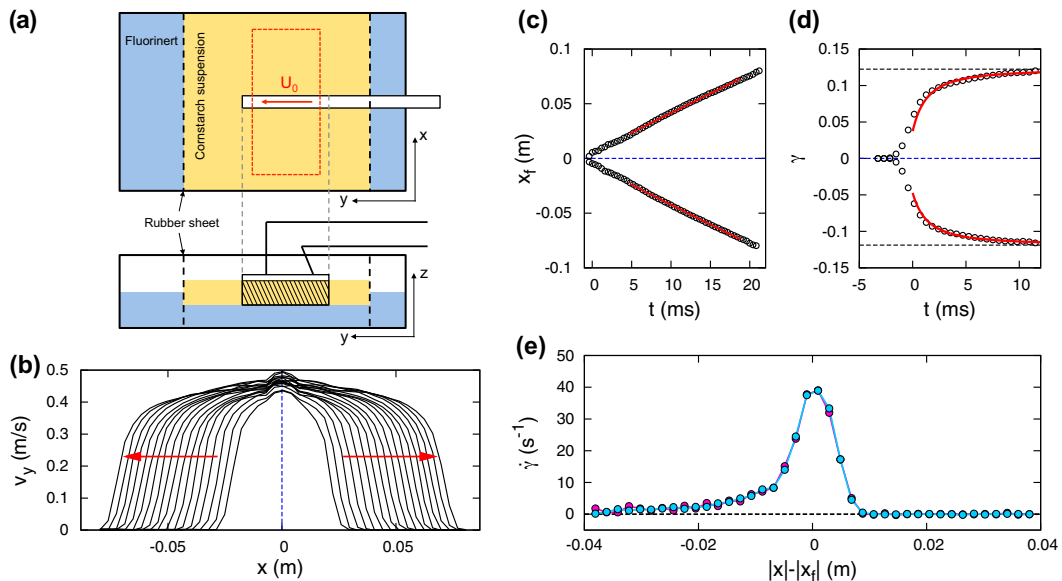 (a)
Fluorinert
Cornstarch suspension
U0
x
y
Rubber sheet
z
y
(b)
0.5
0.4
0.3
0.2
0.1
0
vy (m/s)
-0.05
0
0.05
x (m)
(c)
0.1
0.05
0
-0.05
-0.1
xf (m)
0 5 10 15 20
t (ms)
(d)
0.15
0.10
0.05
0
-0.05
-0.10
-0.15
γ
-5 0 5 10
t (ms)
(e)
50
40
30
20
10
0
γ̇ (s-1)
-0.04 -0.02 0 0.02 0.04
|x|-|xf| (m)